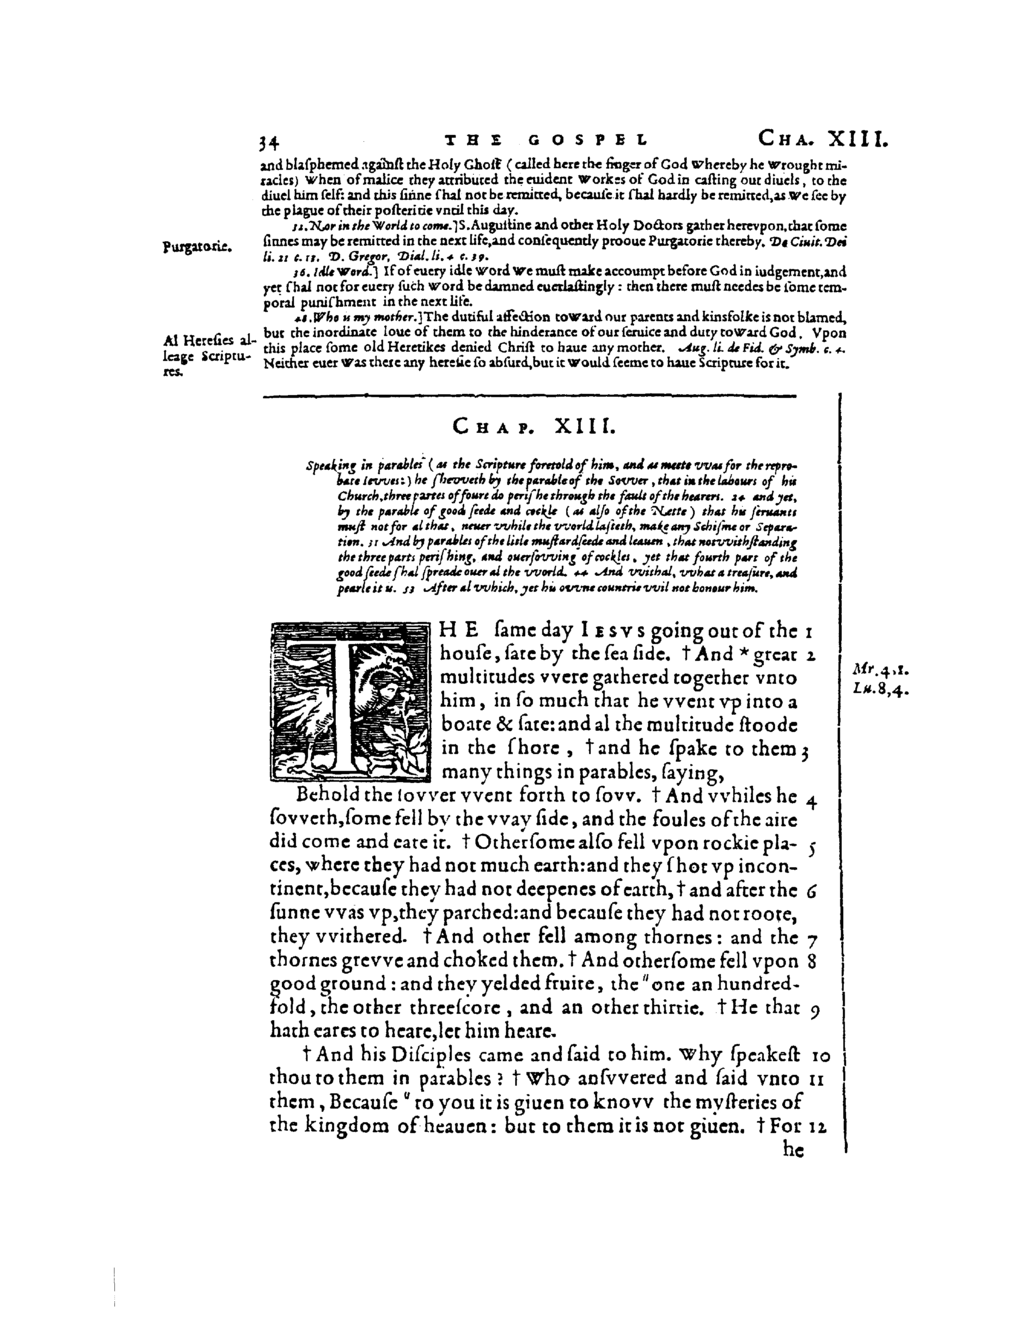 34 THE GOSPEL CHA. XIII.
and blaſphemed againſt the Holy Ghoſt (called here the finger of God whereby he wrought mi-
racles) when of malice they attributed the euident workes of God in caſting out diuels, to the
diuel him ſelf: and this ſinne ſhal not be remitted, becauſe it ſhal hardly be remitted, as we ſee by
the plague of their poſteritie vntil this day.
32. Nor in the World to come.] S. Auguſtine and other Holy Doctors gather herevpon, that ſome
Purgatorie.
ſinnes may be remitted in the next life, and conſequently prooue Purgatorie thereby. De Ciuit. Dei
li. 21 c. 13. D. Gregor, Dial. li. 4 c. 39.
36. Idle word.] If of euery idle word we muſt make accoumpt before God in iudgement, and
yet ſhal not for euery ſuch word be damned euerlaſtingly: then there muſt needes be ſome tem-
poral puniſhment in the next life.
48. Who is my mother.] The dutiful affection toward our parents and kinsfolke is not blamed,
Al Hereſies al-
leage Scriptu-
res.
but the inordinate loue of them to the hinderance of our ſeruice and duty toward God. Vpon
this place ſome old Heretikes denied Chriſt to haue any mother. Aug. li. de Fid. & Symb. c. 4.
Neither euer was there any hereſie ſo abſurd, but it would ſeeme to haue Scripture for it.
CHAP. XIII.
Speaking in parables (as the Scripture foretold of him, and as meete vvas for the repro-
bate Ievves:) he ſhevveth by the parable of the Sovver, that in the labours of his
Church, three partes of foure do periſhe through the fault of the hearers. 24 and yet,
by the parable of good ſeede and cockle (as alſo of the Nette) that his ſeruants
muſt not for al that, neuer vvhile the vvorld laſteth, make any Schiſme or Separa-
tion. 31 And by parables of the litle muſtardſeede and leauen, that notvvithſtanding
the three parts periſhing, and ouerſovving of cockles, yet that fourth part of the
good ſeede ſhal ſpreade ouer al the vvorld. 44 And vvithal, vvhat a treaſure, and
pearle it is. 53 After al vvhich, yet his ovvne countrie vvil not honour him.
THE ſame day IESVS going out of the 1
houſe, ſate by the ſea ſide. † And * great 2
multitudes vvere gathered together vnto
Mr. 4,1.
Lu. 8,4.
him, in ſo much that he vvent vp into a
boate & ſate: and al the multitude ſtoode
in the ſhore, † and he ſpake to them 3
many things in parables, ſaying,
Behold the ſovver vvent forth to ſovv. † And vvhiles he 4
ſovveth, ſome fell by the vvay ſide, and the foules of the aire
did come and eate it. † Otherſome alſo fell vpon rockie pla- 5
ces, where they had not much earth: and they ſhot vp incon-
tinent, becauſe they had not deepenes of earth, † and after the 6
ſunne vvas vp, they parched: and becauſe they had not roote,
they vvithered. † And other fell among thornes: and the 7
thornes grevve and choked them. † And otherſome fell vpon 8
good ground: and they yelded fruite, the "one an hundred-
fold, the other threeſcore, and an other thirtie. † He that 9
hath eares to heare, let him heare.
† And his Diſciples came and ſaid to him. Why ſpeakeſt 10
thou to them in parables? † Who anſvvered and ſaid vnto 11
them, Becauſe "to you it is giuen to knovv the myſteries of
the kingdom of heauen: but to them it is not giuen. † For 12
he